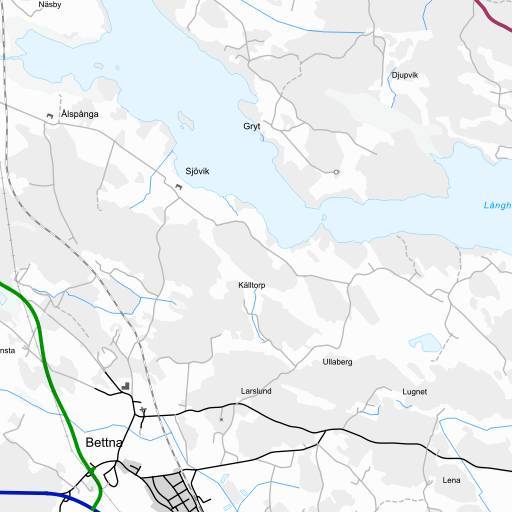 Näsby
Djupvik
Ålspånga
Gryt
Sjövik
Långh
Källtorp
nsta
Ullaberg
Larslund
Lugnet
Bettna
Lena